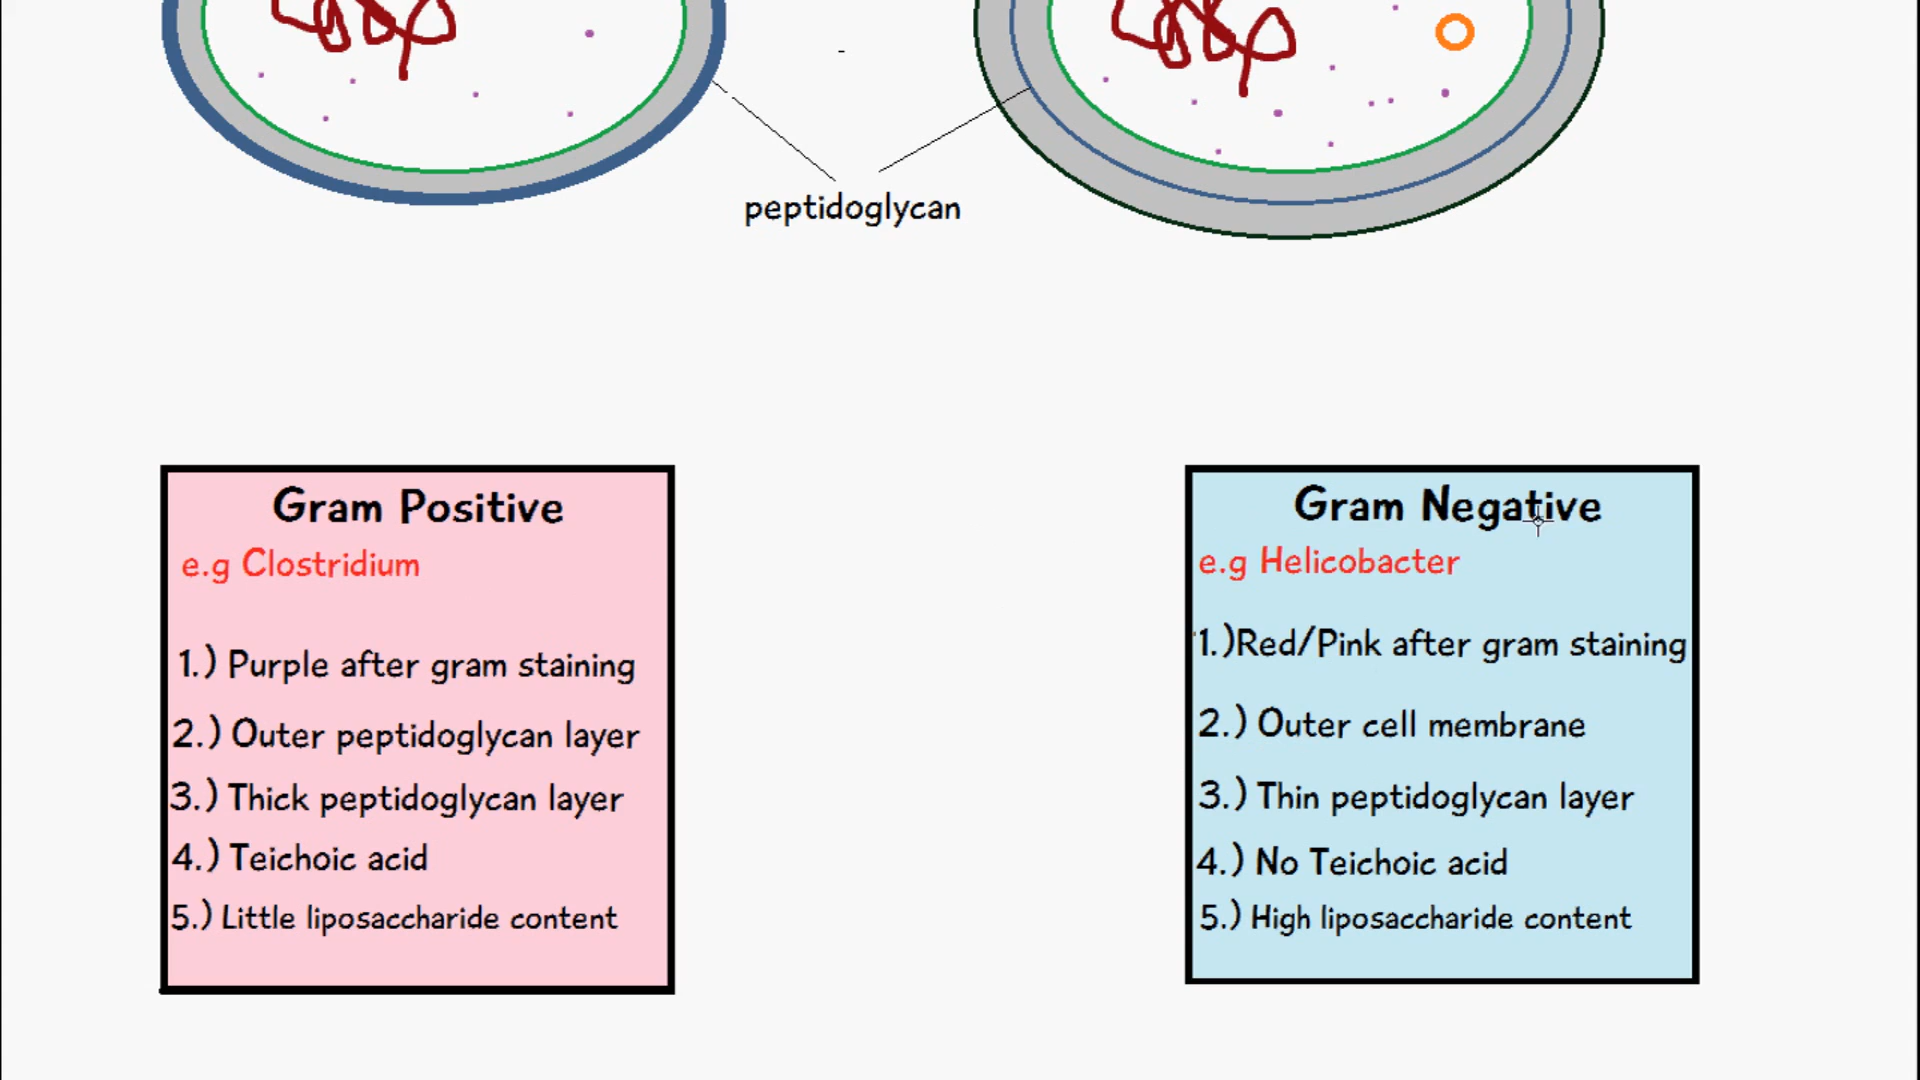 peptidoglycan
Gram Positive
e.g Clostridium
1.) Purple after gram staining
2.) Outer peptidoglycan layer
3.) Thick peptidoglycan layer
4.) Teichoic acid
5.) Little liposaccharide content
Gram Negative
e.g Helicobacter
1.)Red/Pink after gram staining
2.) Outer cell membrane
3.) Thin peptidoglycan layer
4.) No Teichoic acid
5.) High liposaccharide content